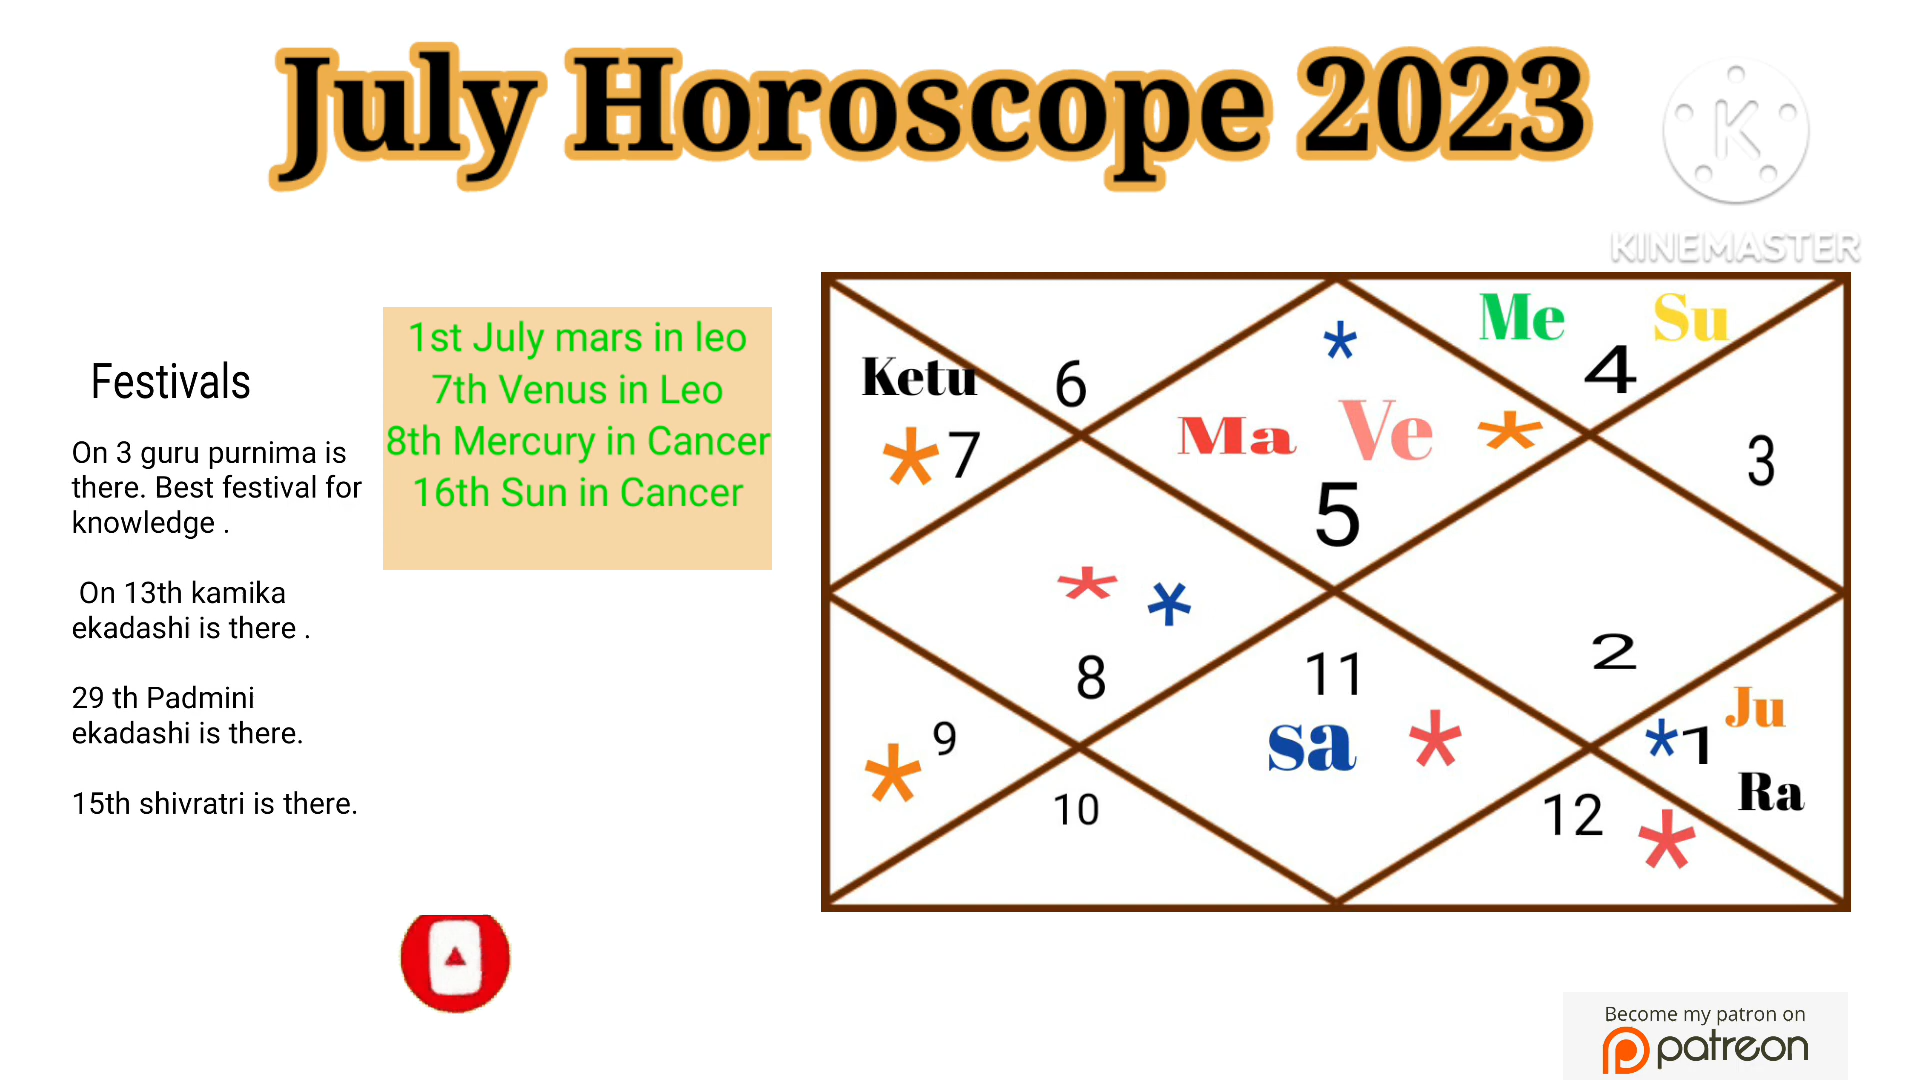 July Horoscope 2023
KINEMASTER
Festivals
On 3 guru purnima is
there. Best festival for
knowledge .
On 13th kamika
ekadashi is there .
29 th Padmini
ekadashi is there.
15th shivratri is there.
1st July mars in leo
7th Venus in Leo
8th Mercury in Cancer
16th Sun in Cancer
Ketu
* 7
6
*
Ma Ve *
5
Me Su
4
3
* *
8
2
9
*
10
11
sa *
*1 Ju
Ra
12 *
Become my patron on
patreon